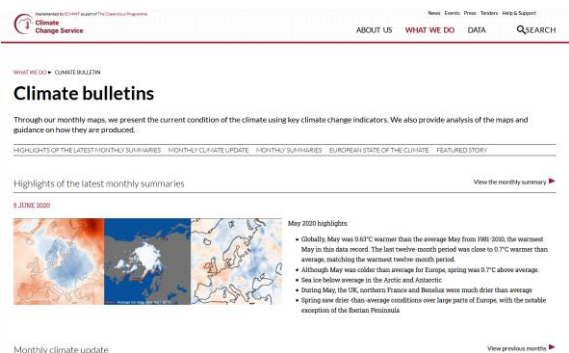 Implemented by ECMWF as part of The Copernicus Programme
News Events Press Tenders Help & Support
Climate
Change Service
ABOUT US WHAT WE DO DATA SEARCH
WHAT WE DO CLIMATE BULLETIN
Climate bulletins
Through our monthly maps, we present the current condition of the climate using key climate change indicators. We also provide analysis of the maps and
guidance on how they are produced.
HIGHLIGHTS OF THE LATEST MONTHLY SUMMARIES MONTHLY CLIMATE UPDATE MONTHLY SUMMARIES EUROPEAN STATE OF THE CLIMATE FEATURED STORY
Highlights of the latest monthly summaries View the monthly summary
5 JUNE 2020
May 2020 highlights:
• Globally, May was 0.63°C warmer than the average May from 1981-2010, the warmest
May in this data record. The last twelve-month period was close to 0.7°C warmer than
average, matching the warmest twelve-month period.
• Although May was colder than average for Europe, spring was 0.7°C above average.
• Sea ice below average in the Arctic and Antarctic
• During May, the UK, northern France and Benelux were much drier than average
• Spring saw drier-than-average conditions over large parts of Europe, with the notable
exception of the Iberian Peninsula
Monthly climate update View previous months